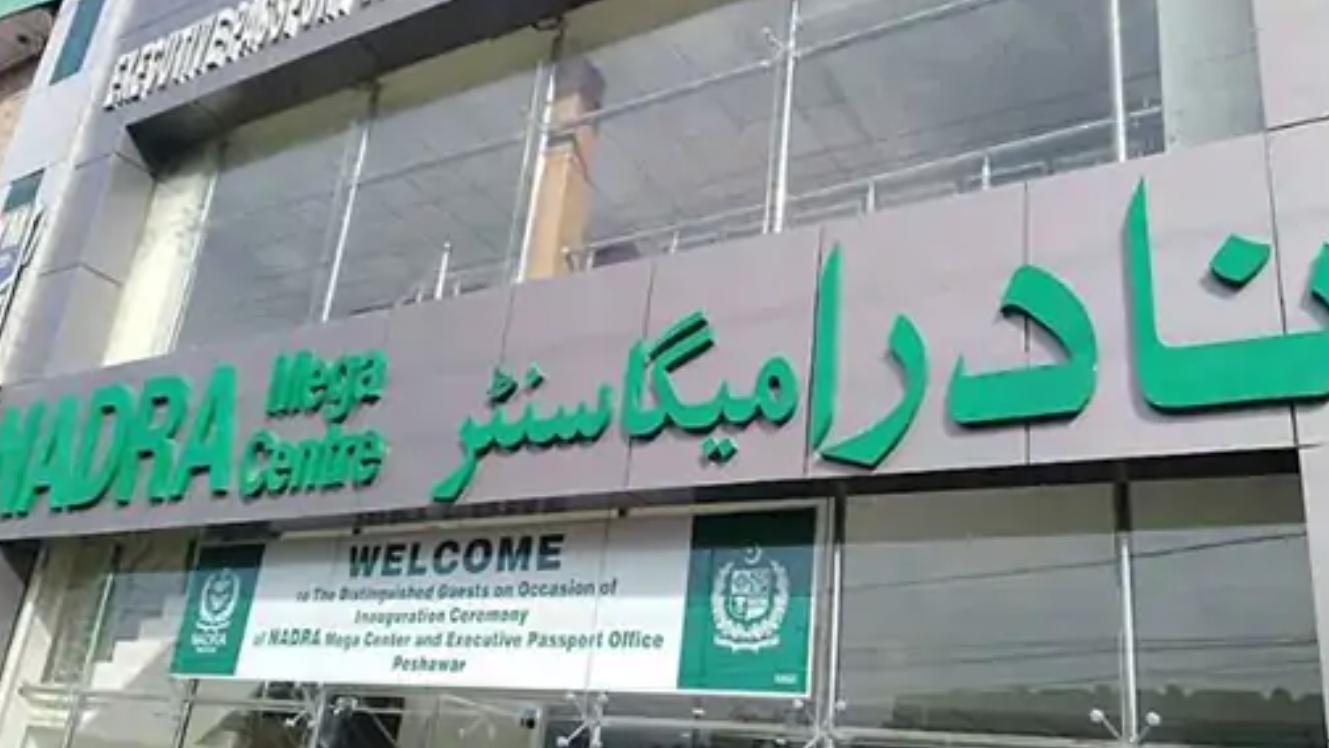 EXECUTIVE PASSPORT
نادرا میگا سنٹر
NADRA Mega
Centre
WELCOME
To The Distinguished Guests on Occasion of
Inauguration Ceremony
of NADRA Mega Center and Executive Passport Office
Peshawar
NADRA